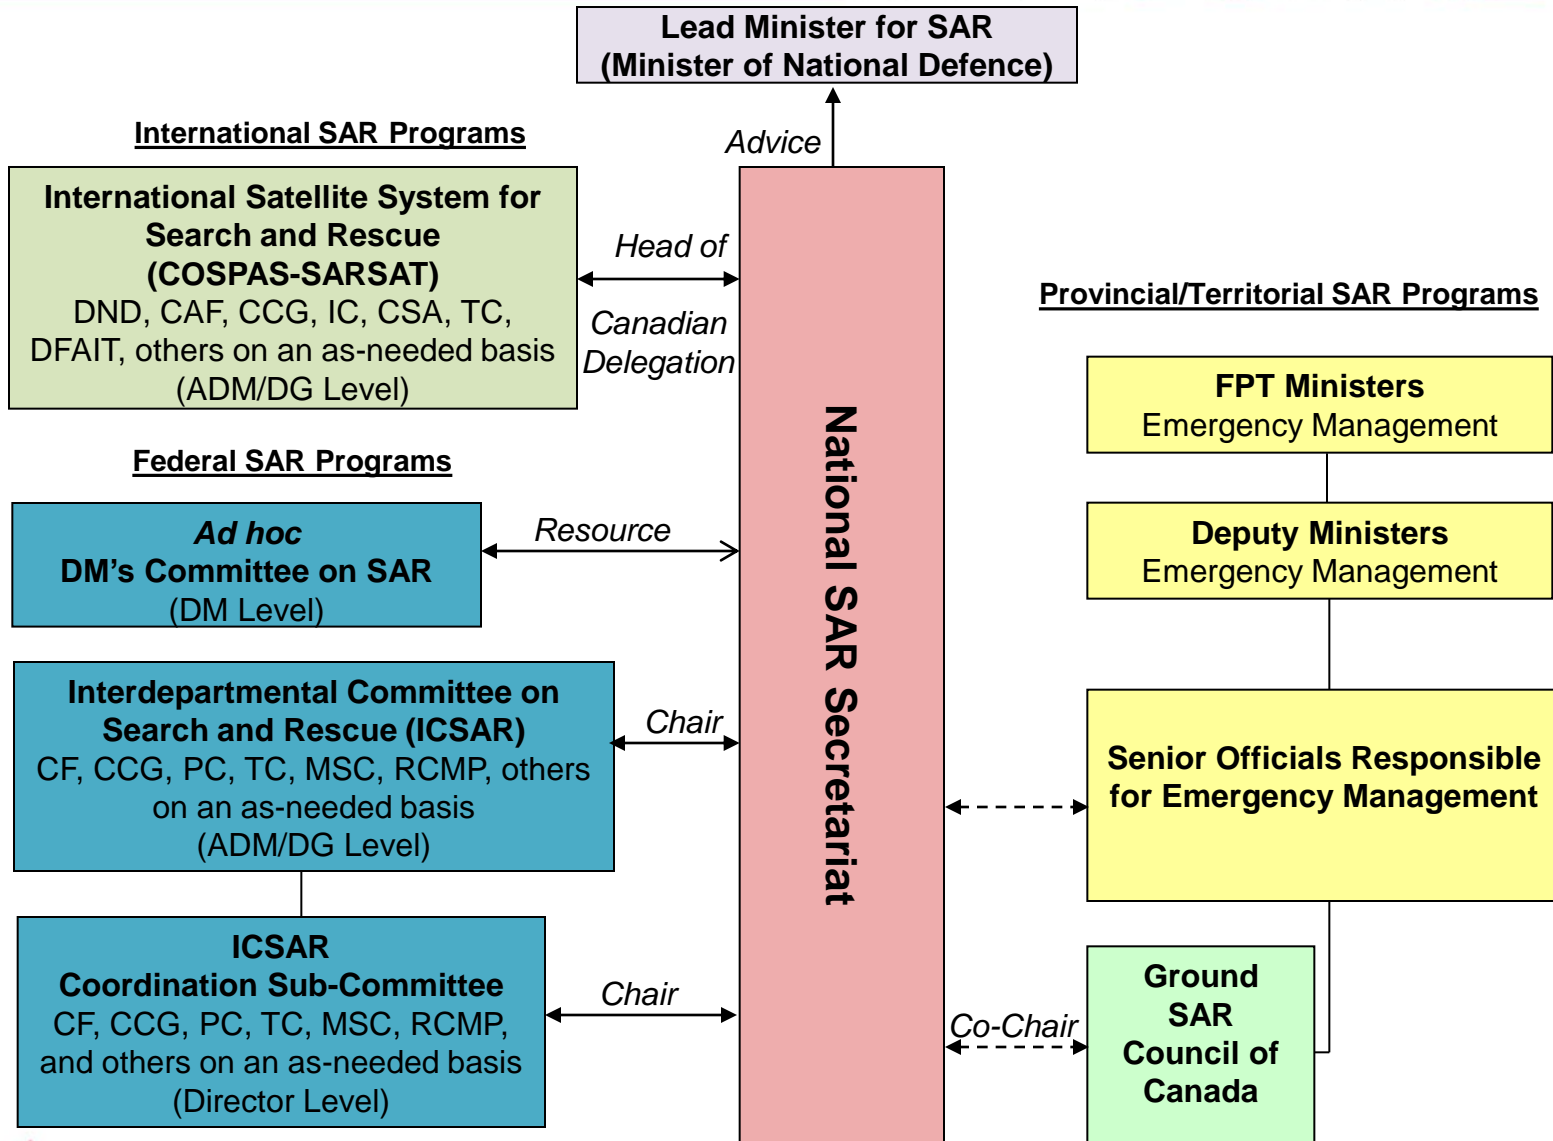 Lead Minister for SAR
(Minister of National Defence)
Advice
International SAR Programs
International Satellite System for
Search and Rescue
(COSPAS-SARSAT)
DND, CAF, CCG, IC, CSA, TC,
DFAIT, others on an as-needed basis
(ADM/DG Level)
Head of
Canadian
Delegation
Federal SAR Programs
Ad hoc
DM’s Committee on SAR
(DM Level)
Resource
Interdepartmental Committee on
Search and Rescue (ICSAR)
CF, CCG, PC, TC, MSC, RCMP, others
on an as-needed basis
(ADM/DG Level)
Chair
ICSAR
Coordination Sub-Committee
CF, CCG, PC, TC, MSC, RCMP,
and others on an as-needed basis
(Director Level)
Chair
National SAR Secretariat
Provincial/Territorial SAR Programs
FPT Ministers
Emergency Management
Deputy Ministers
Emergency Management
Senior Officials Responsible
for Emergency Management
Co-Chair
Ground
SAR
Council of
Canada